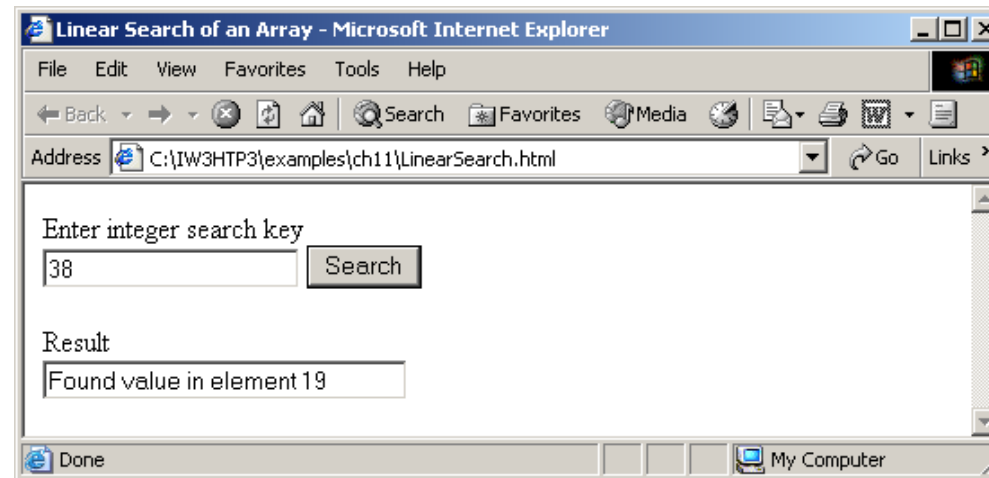 Linear Search of an Array - Microsoft Internet Explorer
File Edit View Favorites Tools Help
Back Search Favorites Media
Address C:\IW3HTP3\examples\ch11\LinearSearch.html Go Links
Enter integer search key
38 Search
Result
Found value in element 19
Done My Computer